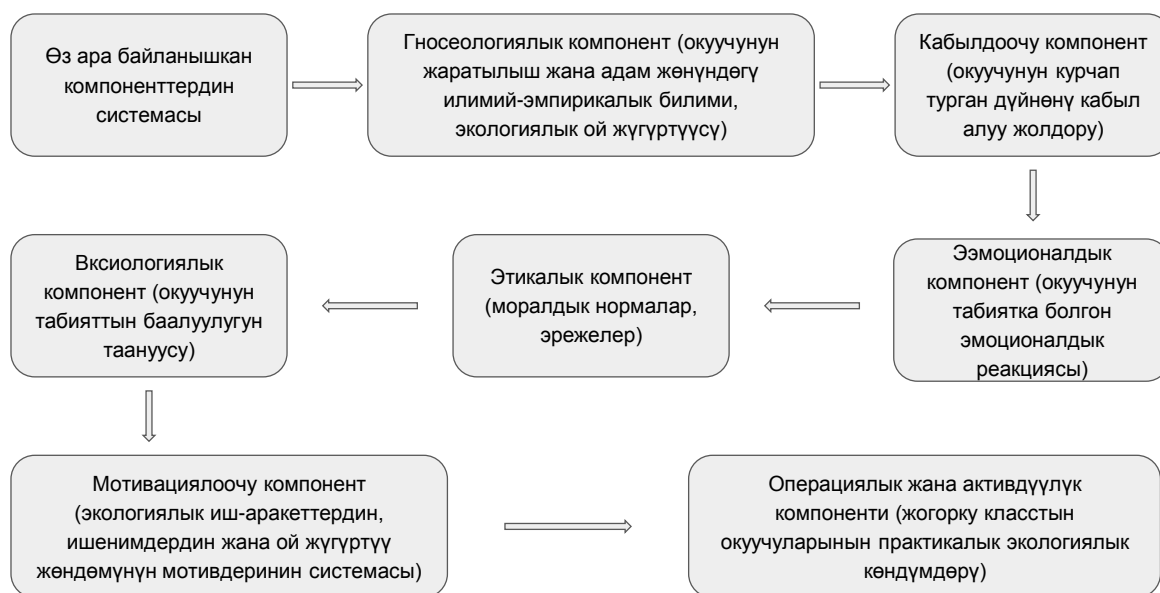 Өз ара байланышкан
компоненттердин
системасы
Гносеологиялык компонент (окуучунун
жаратылыш жана адам жөнүндөгү
илимий-эмпирикалык билими,
экологиялык ой жүгүртүүсү)
Кабылдоочу компонент
(окуучунун курчап
турган дүйнөнү кабыл
алуу жолдору)
Ээмоционалдык
компонент (окуучунун
табиятка болгон
эмоционалдык
реакциясы)
Этикалык компонент
(моралдык нормалар,
эрежелер)
Вксиологиялык
компонент (окуучунун
табияттын баалуулугун
таануусу)
Мотивациялоочу компонент
(экологиялык иш-аракеттердин,
ишенимдердин жана ой жүгүртүү
жөндөмүнүн мотивдеринин системасы)
Операциялык жана активдүүлүк
компоненти (жогорку класстын
окуучуларынын практикалык экологиялык
көндүмдөрү)